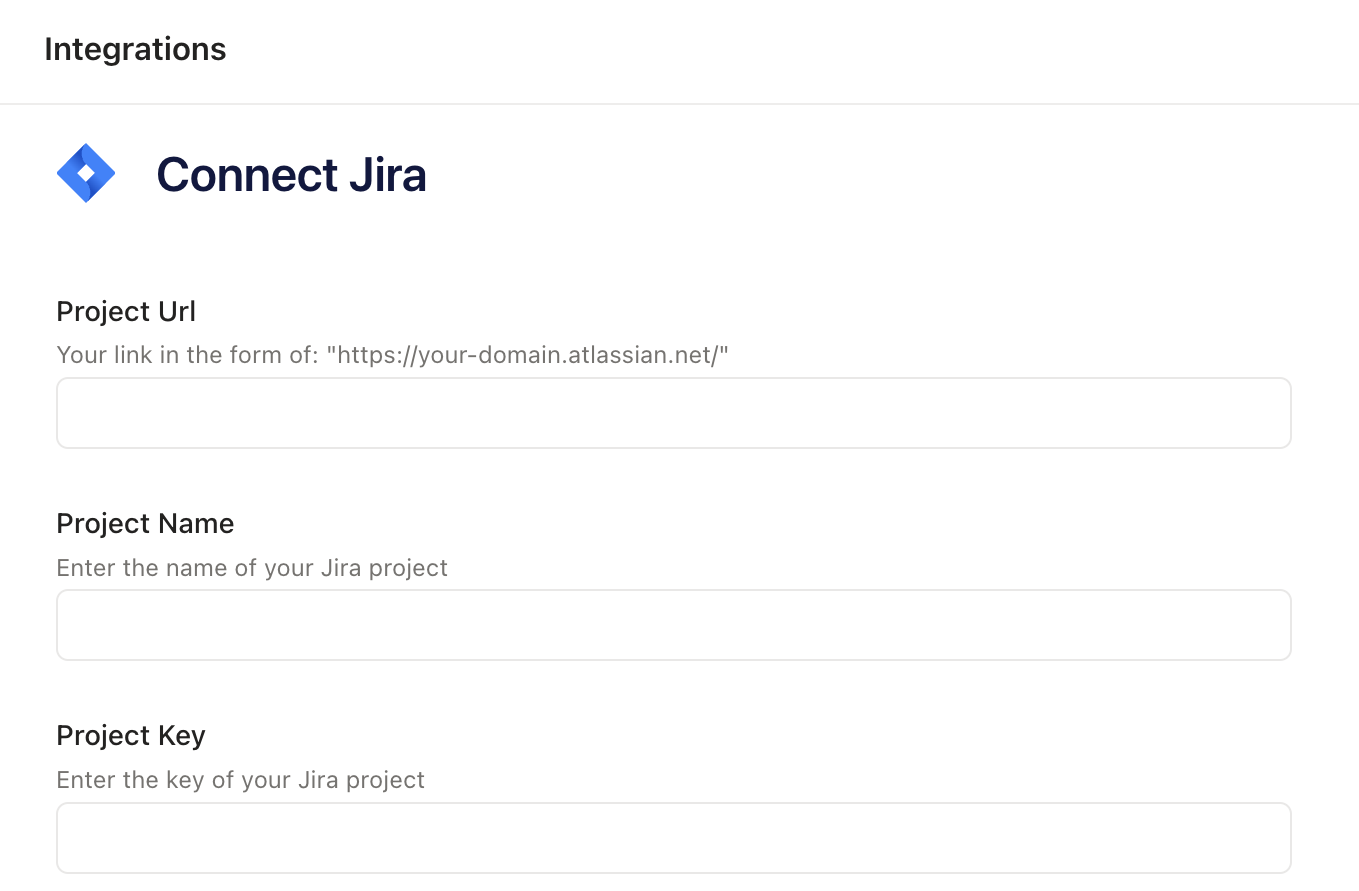 Integrations
Connect Jira
Project Url
Your link in the form of: "https://your-domain.atlassian.net/"
Project Name
Enter the name of your Jira project
Project Key
Enter the key of your Jira project